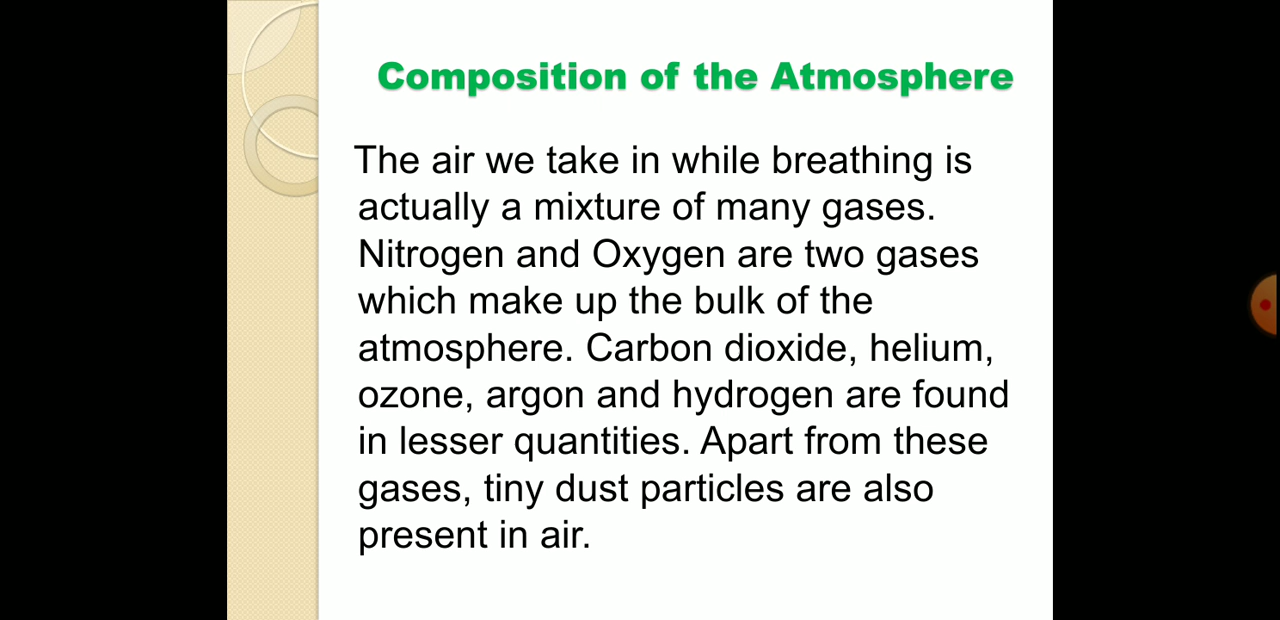 Composition of the Atmosphere
The air we take in while breathing is
actually a mixture of many gases.
Nitrogen and Oxygen are two gases
which make up the bulk of the
atmosphere. Carbon dioxide, helium,
ozone, argon and hydrogen are found
in lesser quantities. Apart from these
gases, tiny dust particles are also
present in air.